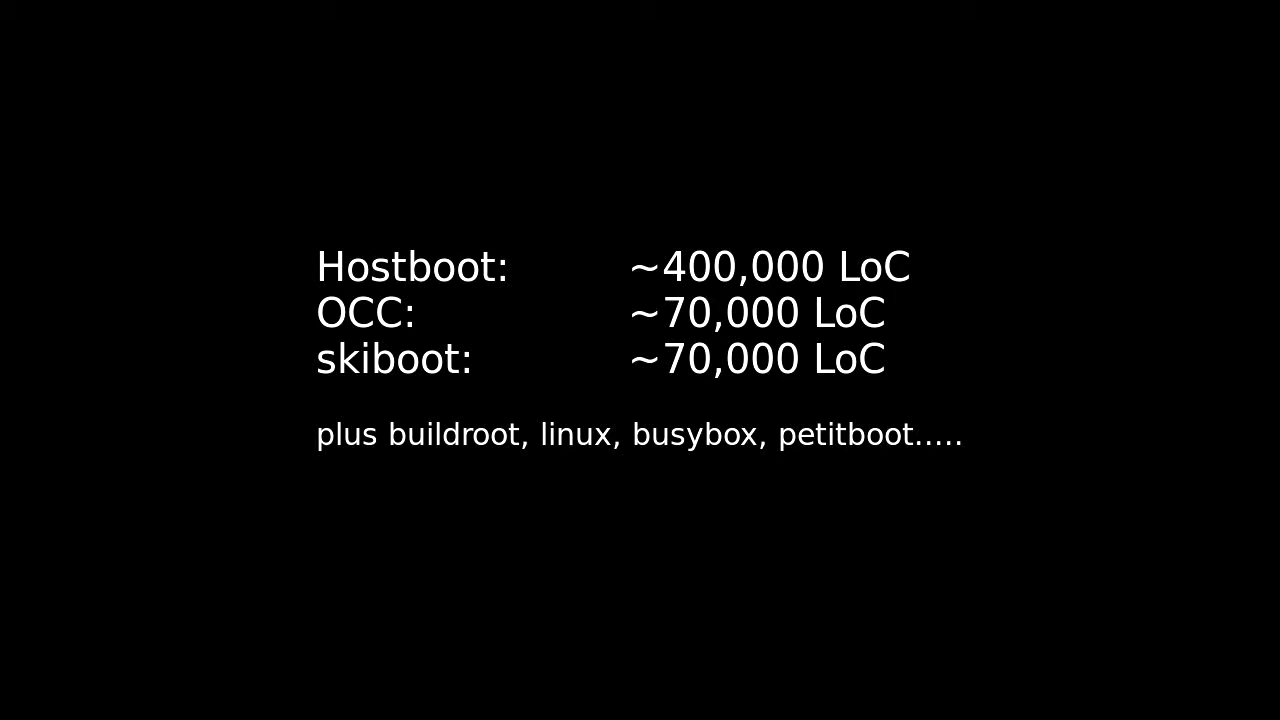 Hostboot: ~400,000 LoC
OCC: ~70,000 LoC
skiboot: ~70,000 LoC
plus buildroot, linux, busybox, petitboot.....